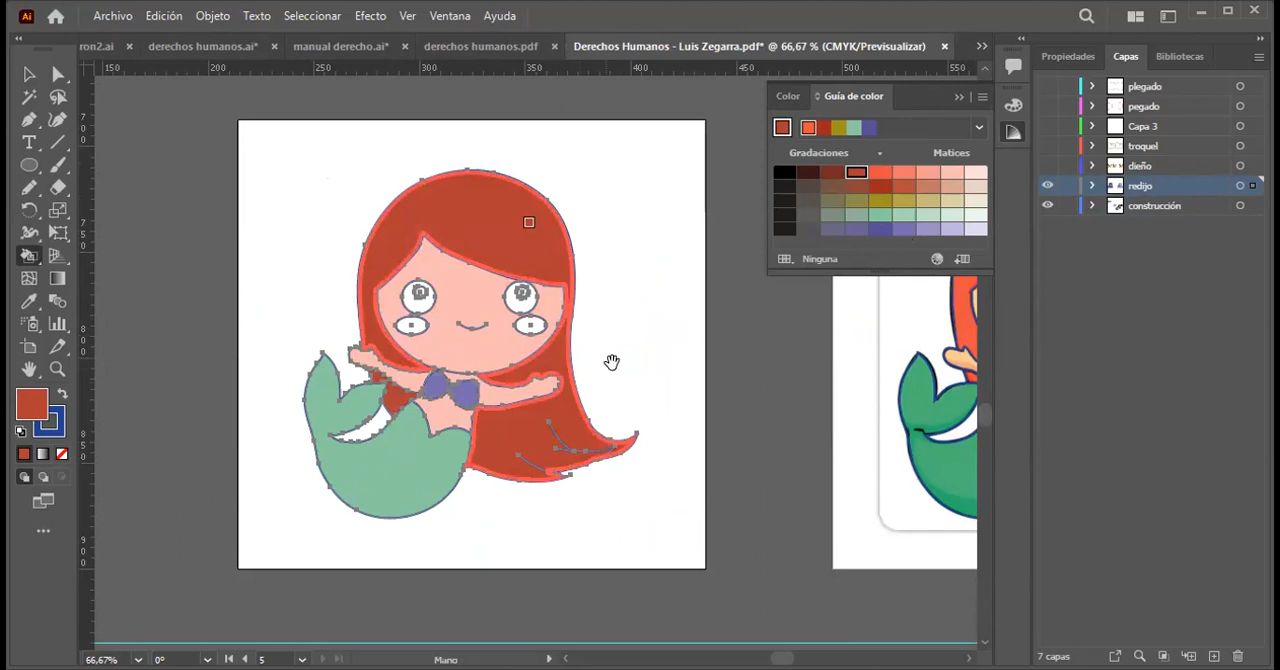 Ai Archivo Edición Objeto Texto Seleccionar Efecto Ver Ventana Ayuda
ron2.ai derechos humanos.ai* manual derecho.ai* derechos humanos.pdf Derechos Humanos - Luis Zegarra.pdf* @ 66,67 % (CMYK/Previsualizar)
150 200 250 300 350 400 450 500 550
Propiedades Capas Bibliotecas
plegado
Color Guía de color
pegado
Capa 3
troquel
Gradaciones Matices
dieño
redijo
construcción
Ninguna
66,67% 0° 5 Mano
7 capas